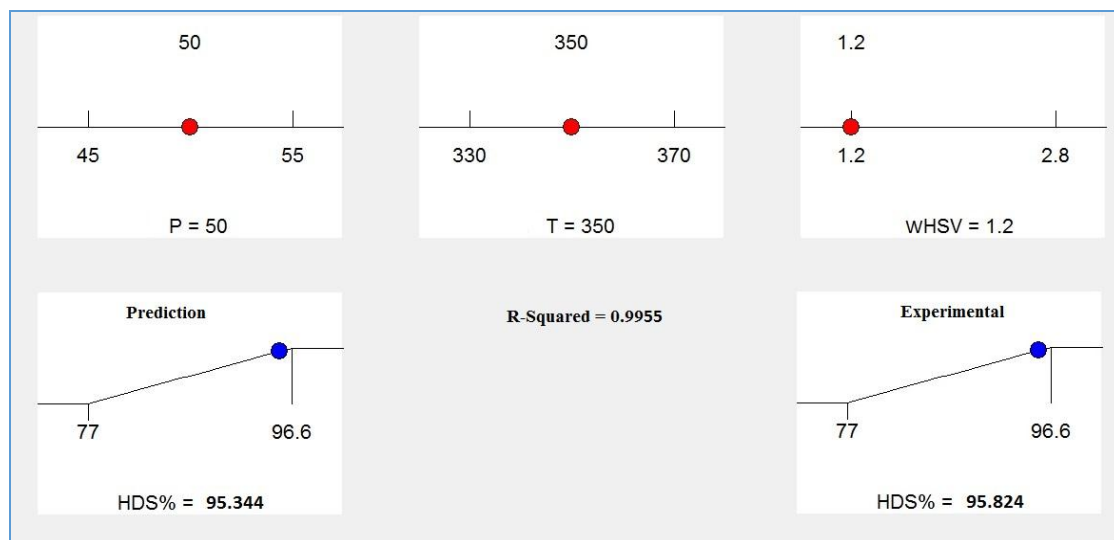 50
45 55
P = 50
350
330 370
T = 350
1.2
1.2 2.8
wHSV = 1.2
Prediction
77 96.6
HDS% = 95.344
R-Squared = 0.9955
Experimental
77 96.6
HDS% = 95.824